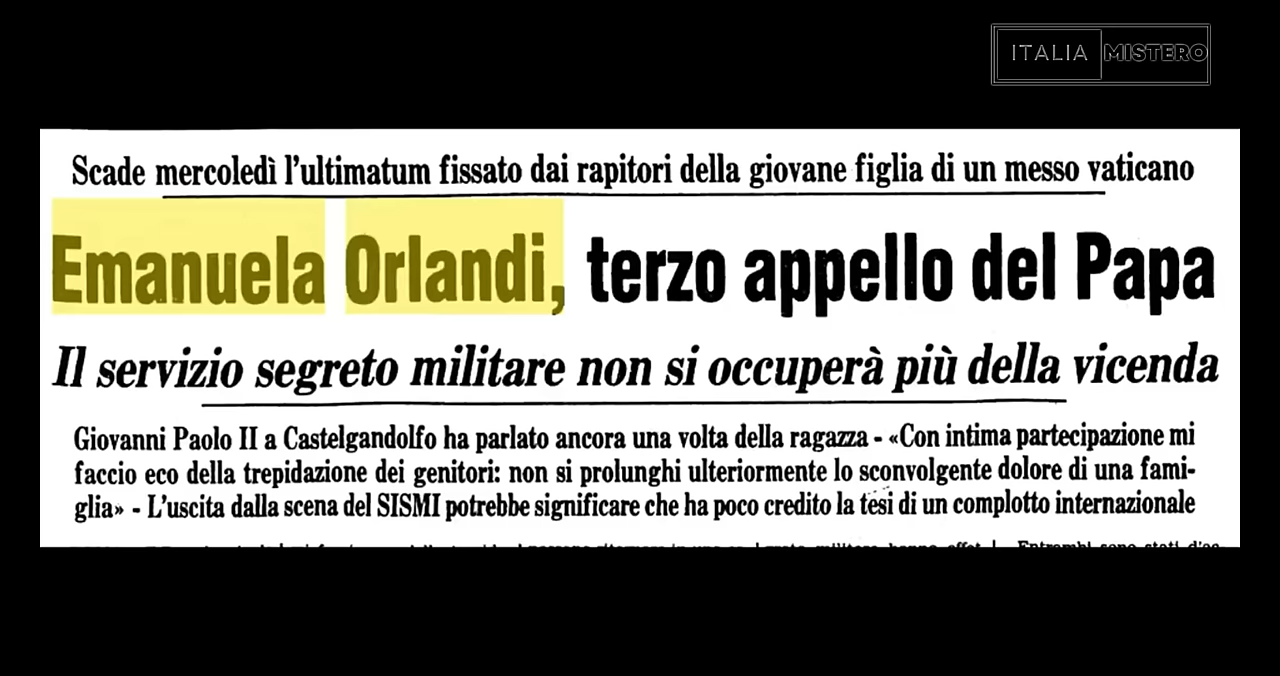 ITALIA MISTERO
Scade mercoledì l'ultimatum fissato dai rapitori della giovane figlia di un messo vaticano
Emanuela Orlandi, terzo appello del Papa
Il servizio segreto militare non si occuperà più della vicenda
Giovanni Paolo II a Castelgandolfo ha parlato ancora una volta della ragazza - «Con intima partecipazione mi
faccio eco della trepidazione dei genitori: non si prolunghi ulteriormente lo sconvolgente dolore di una fami-
glia» - L'uscita dalla scena del SISMI potrebbe significare che ha poco credito la tesi di un complotto internazionale